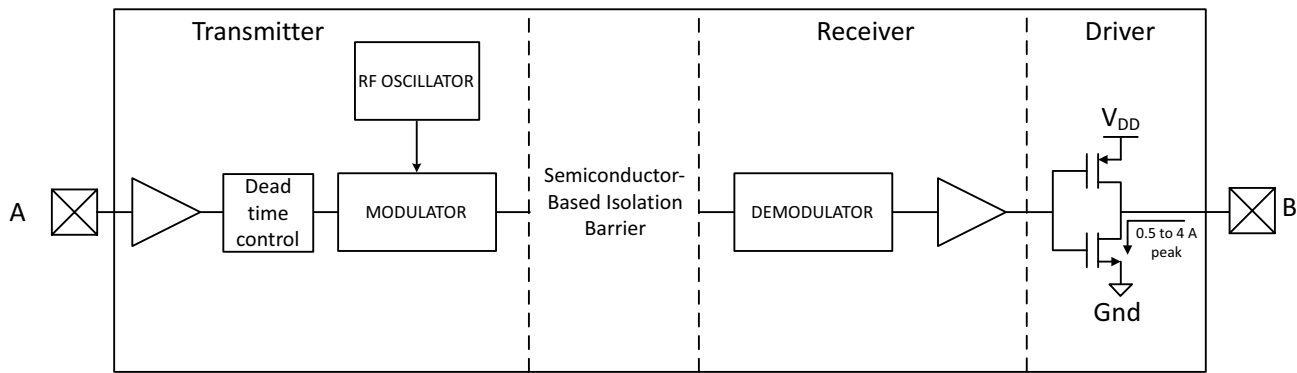 Transmitter
Receiver
Driver
RF OSCILLATOR
V_DD
A
Dead
time
control
MODULATOR
Semiconductor-
Based Isolation
Barrier
DEMODULATOR
B
0.5 to 4 A
peak
Gnd